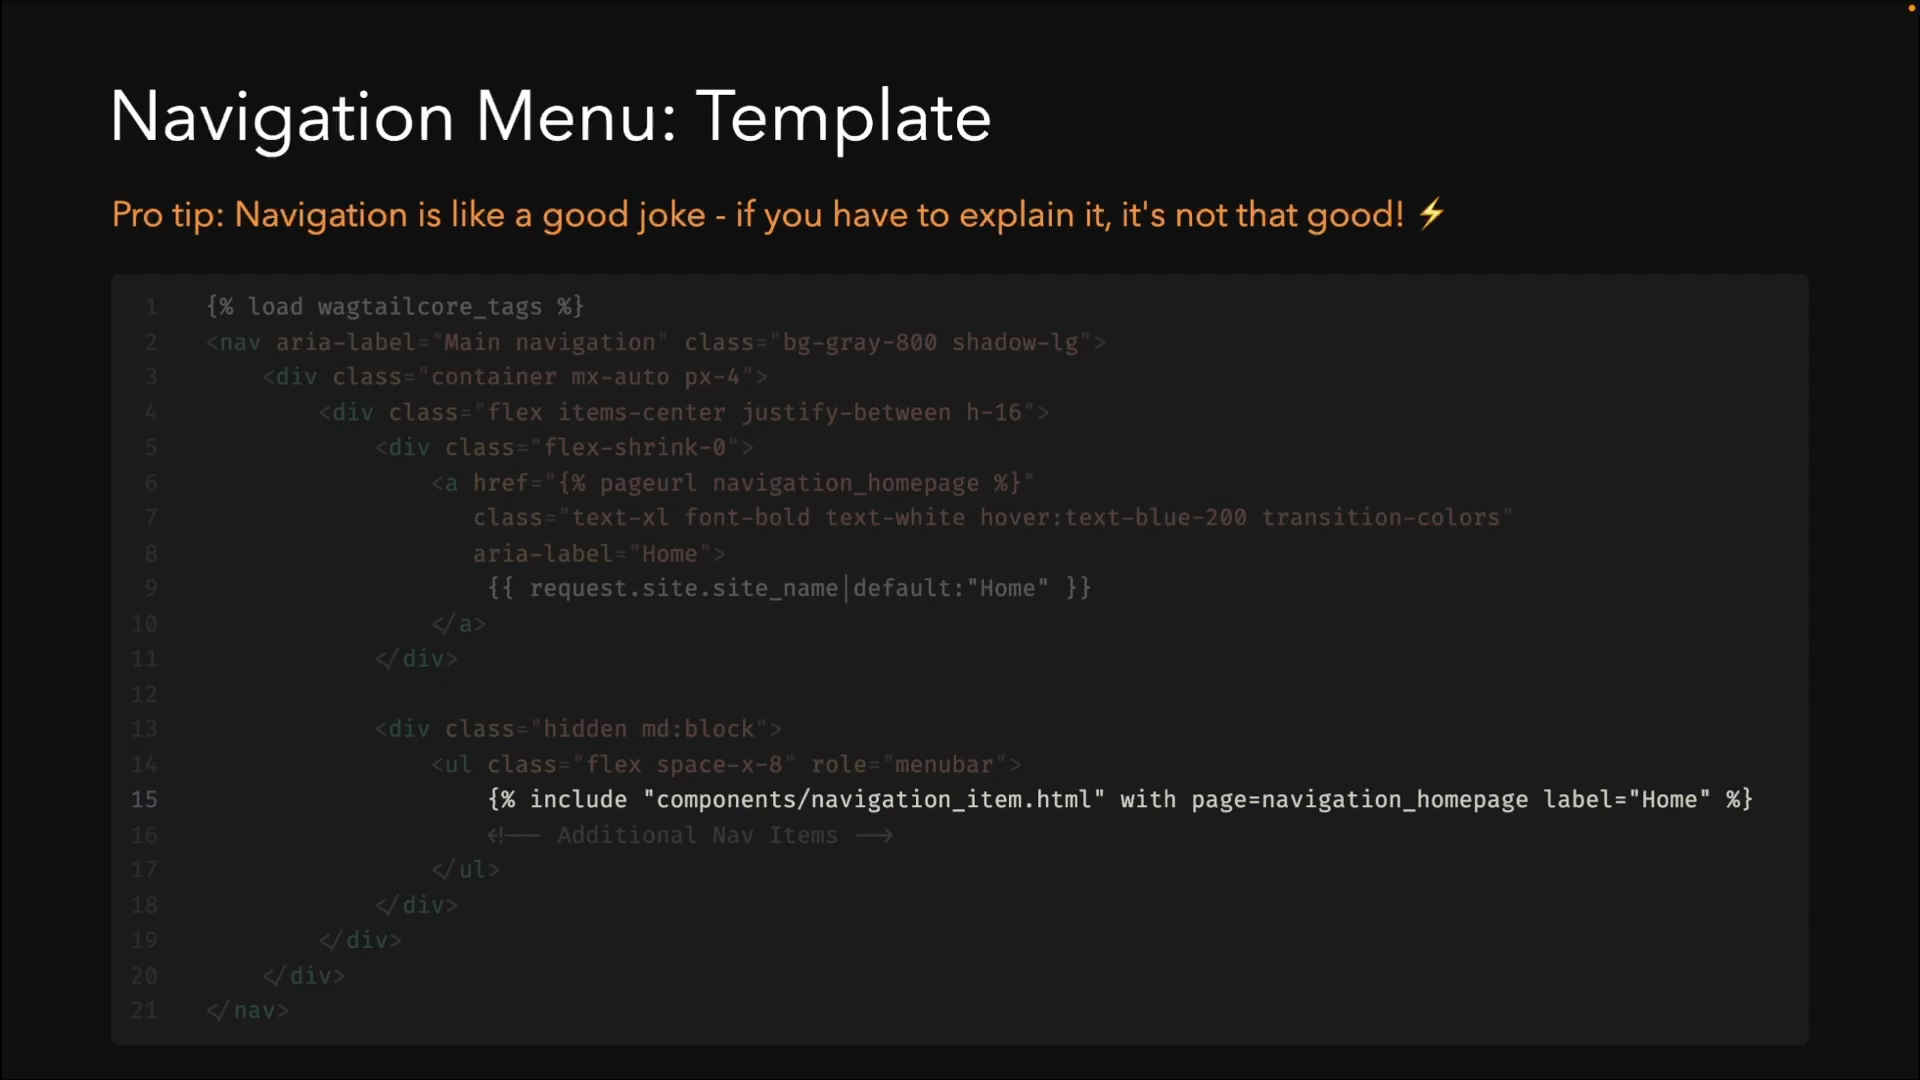 Navigation Menu: Template
Pro tip: Navigation is like a good joke - if you have to explain it, it's not that good! ⚡
1 {% load wagtailcore_tags %}
2 <nav aria-label="Main navigation" class="bg-gray-800 shadow-lg">
3 <div class="container mx-auto px-4">
4 <div class="flex items-center justify-between h-16">
5 <div class="flex-shrink-0">
6 <a href="{% pageurl navigation_homepage %}"
7 class="text-xl font-bold text-white hover:text-blue-200 transition-colors"
8 aria-label="Home">
9 {{ request.site.site_name|default:"Home" }}
10 </a>
11 </div>
12
13 <div class="hidden md:block">
14 <ul class="flex space-x-8" role="menubar">
15 {% include "components/navigation_item.html" with page=navigation_homepage label="Home" %}
16 <!-- Additional Nav Items -->
17 </ul>
18 </div>
19 </div>
20 </div>
21 </nav>